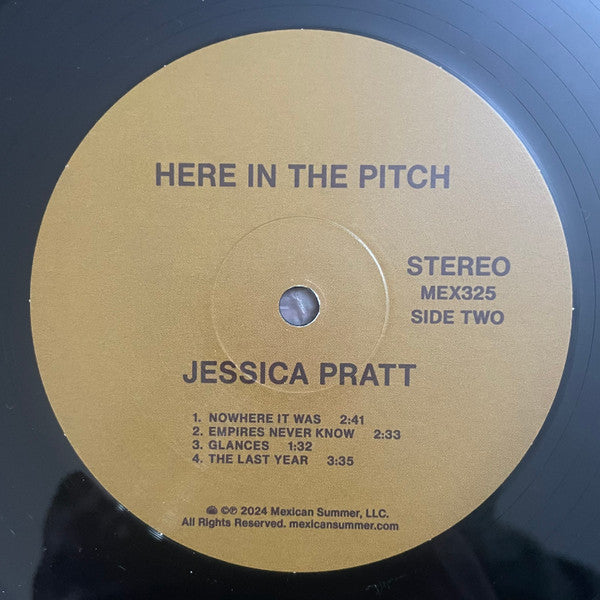 HERE IN THE PITCH
STEREO
MEX325
SIDE TWO
JESSICA PRATT
1. NOWHERE IT WAS 2:41
2. EMPIRES NEVER KNOW 2:33
3. GLANCES 1:32
4. THE LAST YEAR 3:35
©℗ 2024 Mexican Summer, LLC.
All Rights Reserved. mexicansummer.com